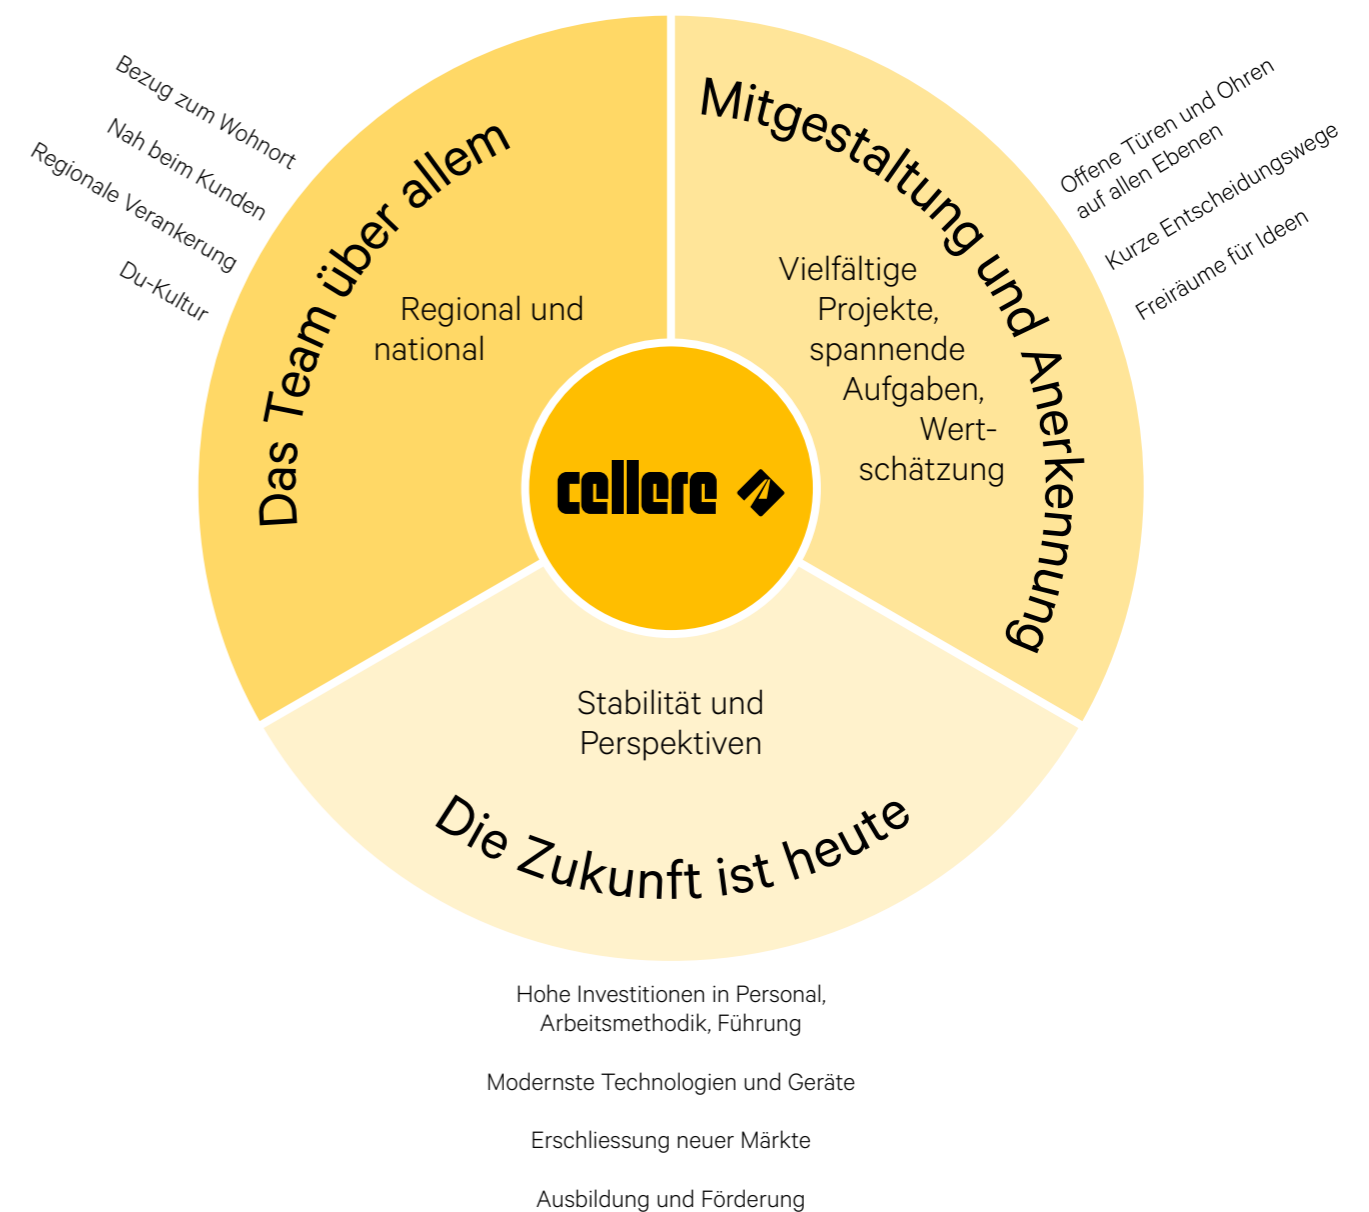 Bezug zum Wohnort
Nah beim Kunden
Regionale Verankerung
Du-Kultur
Das Team über allem
Regional und
national
Mitgestaltung und Anerkennung
Vielfältige
Projekte,
spannende
Aufgaben,
Wert-
schätzung
Offene Türen und Ohren
auf allen Ebenen
Kurze Entscheidungswege
Freiräume für Ideen
cellere
Stabilität und
Perspektiven
Die Zukunft ist heute
Hohe Investitionen in Personal,
Arbeitsmethodik, Führung
Modernste Technologien und Geräte
Erschliessung neuer Märkte
Ausbildung und Förderung